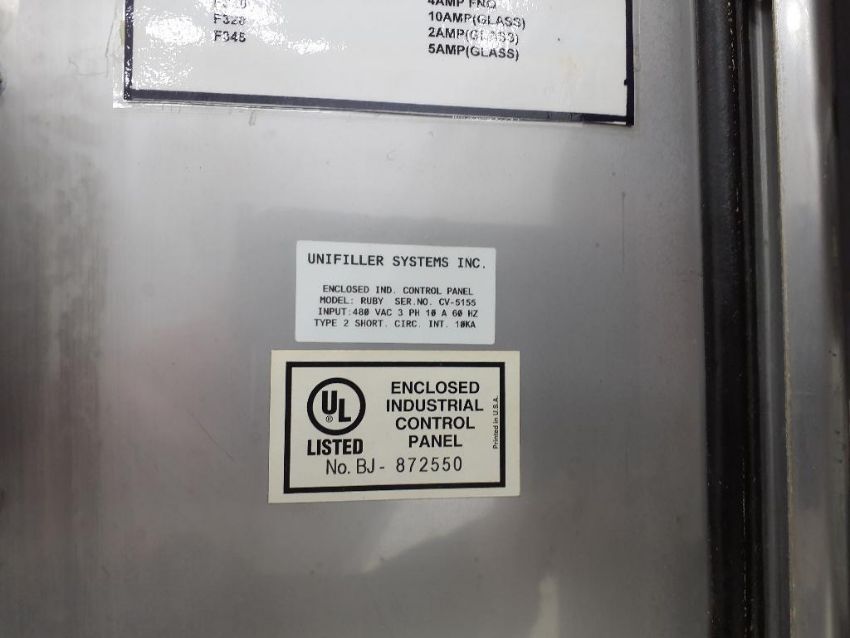 4AMP FNQ
F328 10AMP(GLASS)
F345 2AMP(GLASS)
5AMP(GLASS)
UNIFILLER SYSTEMS INC.
ENCLOSED IND. CONTROL PANEL
MODEL: RUBY SER.NO. CV-5155
INPUT:480 VAC 3 PH 10 A 60 HZ
TYPE 2 SHORT. CIRC. INT. 10KA
UL
®
LISTED
ENCLOSED
INDUSTRIAL
CONTROL
PANEL
No. BJ- 872550
Printed in U.S.A.